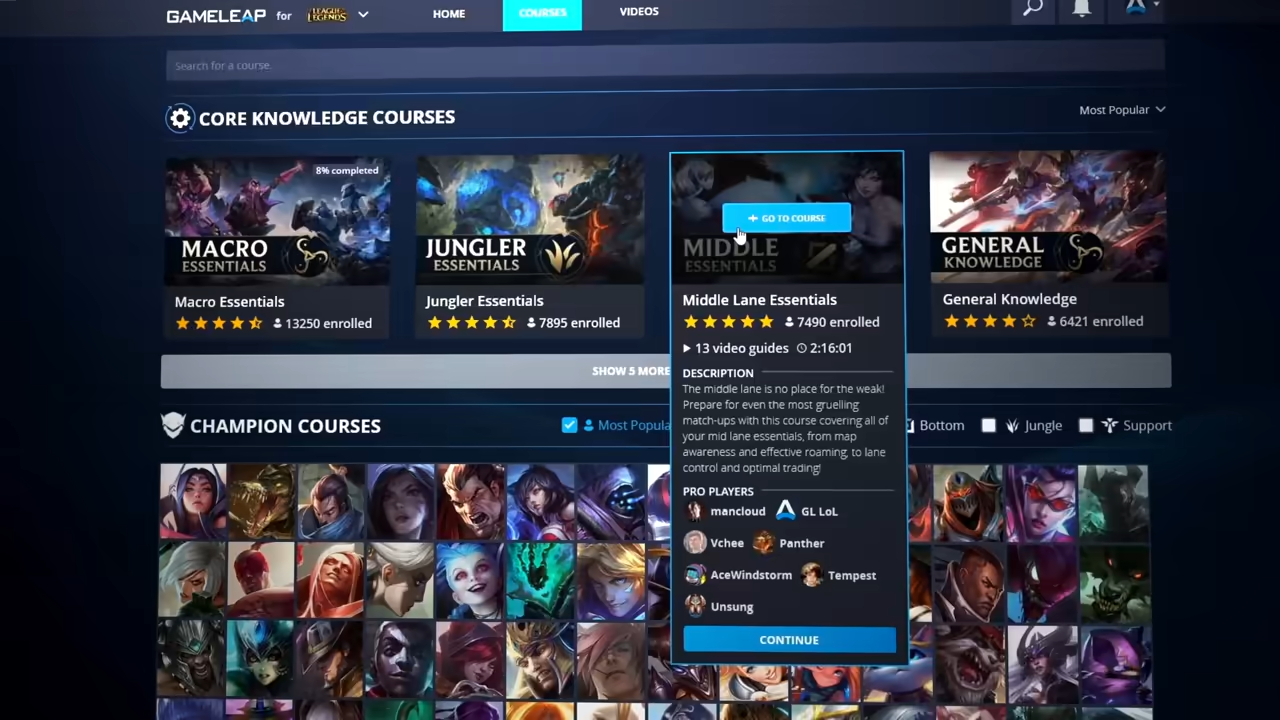 GAMELEAP for LEAGUE LEGENDS
HOME
COURSES
VIDEOS
Search for a course.
CORE KNOWLEDGE COURSES
Most Popular
8% completed
MACRO
ESSENTIALS
Macro Essentials
13250 enrolled
JUNGLER
ESSENTIALS
Jungler Essentials
7895 enrolled
+ GO TO COURSE
MIDDLE
ESSENTIALS
Middle Lane Essentials
7490 enrolled
13 video guides 2:16:01
DESCRIPTION
The middle lane is no place for the weak!
Prepare for even the most gruelling
match-ups with this course covering all of
your mid lane essentials, from map
awareness and effective roaming, to lane
control and optimal trading!
PRO PLAYERS
mancloud GL LoL
Vchee Panther
AceWindstorm Tempest
Unsung
CONTINUE
GENERAL
KNOWLEDGE
General Knowledge
6421 enrolled
SHOW 5 MORE
CHAMPION COURSES
Most Popula
Bottom
Jungle
Support